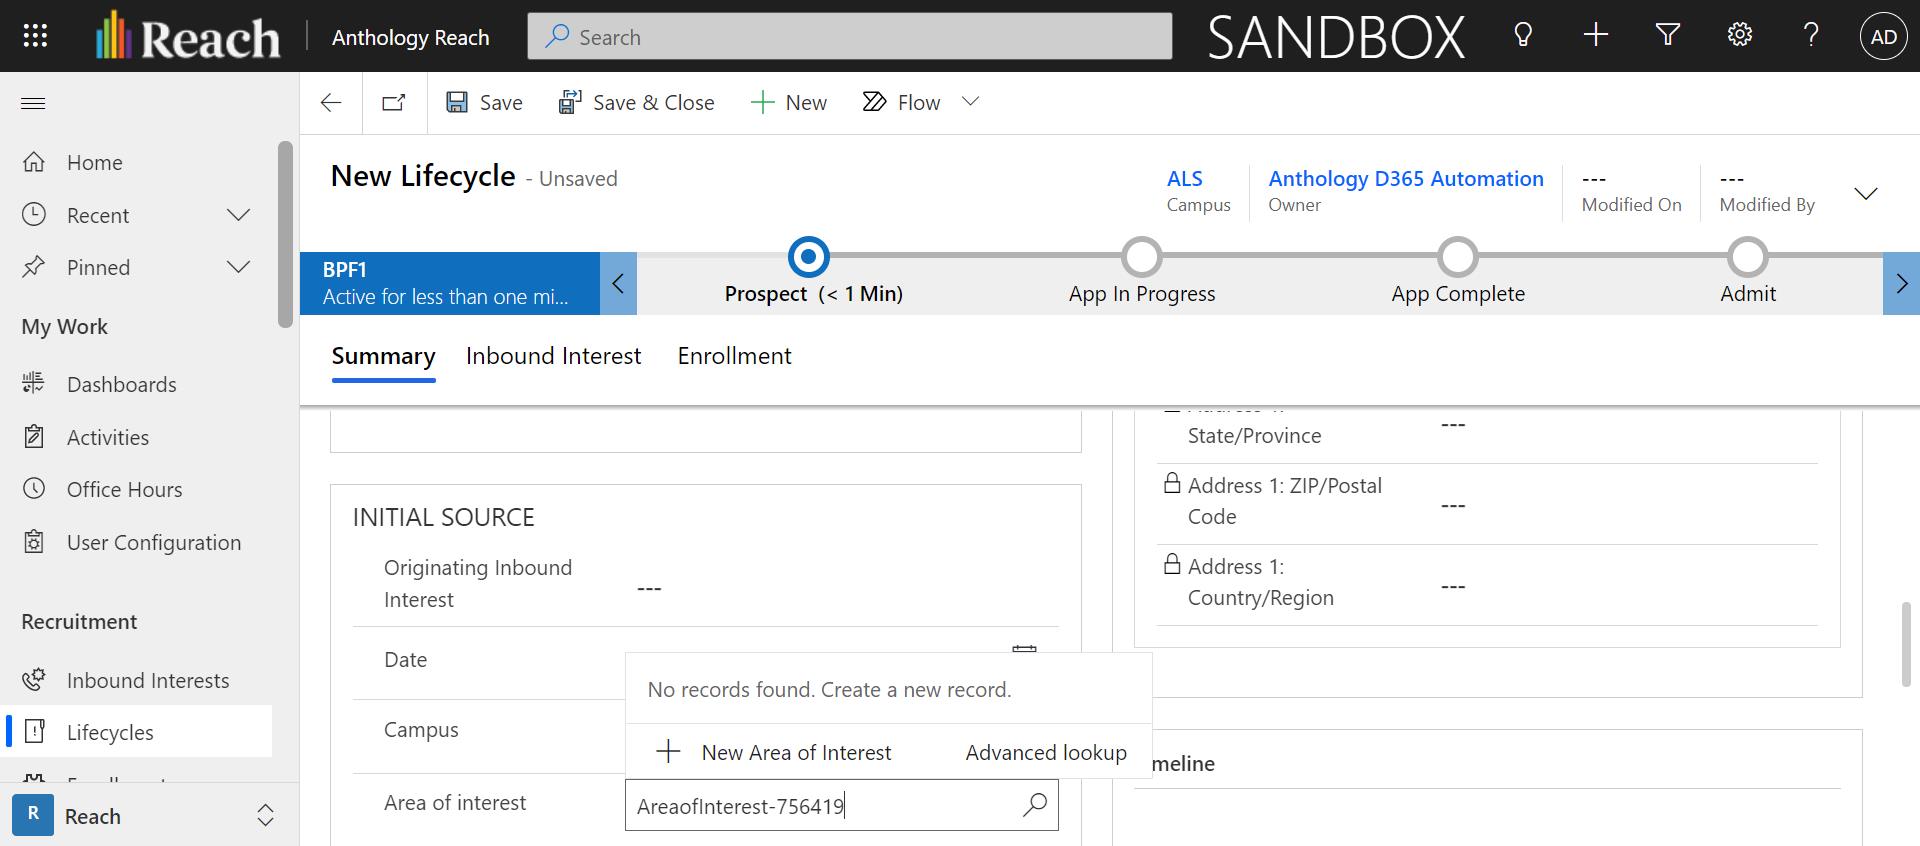 Reach
Anthology Reach
Search
SANDBOX
AD
Save
Save & Close
New
Flow
Home
Recent
Pinned
My Work
Dashboards
Activities
Office Hours
User Configuration
Recruitment
Inbound Interests
Lifecycles
R
Reach
New Lifecycle - Unsaved
ALS
Campus
Anthology D365 Automation
Owner
---
Modified On
---
Modified By
BPF1
Active for less than one mi...
Prospect (< 1 Min)
App In Progress
App Complete
Admit
Summary
Inbound Interest
Enrollment
INITIAL SOURCE
Originating Inbound
Interest
---
Date
Campus
No records found. Create a new record.
New Area of Interest
Advanced lookup
Area of interest
AreaofInterest-756419
State/Province
---
Address 1: ZIP/Postal
Code
---
Address 1:
Country/Region
---
meline